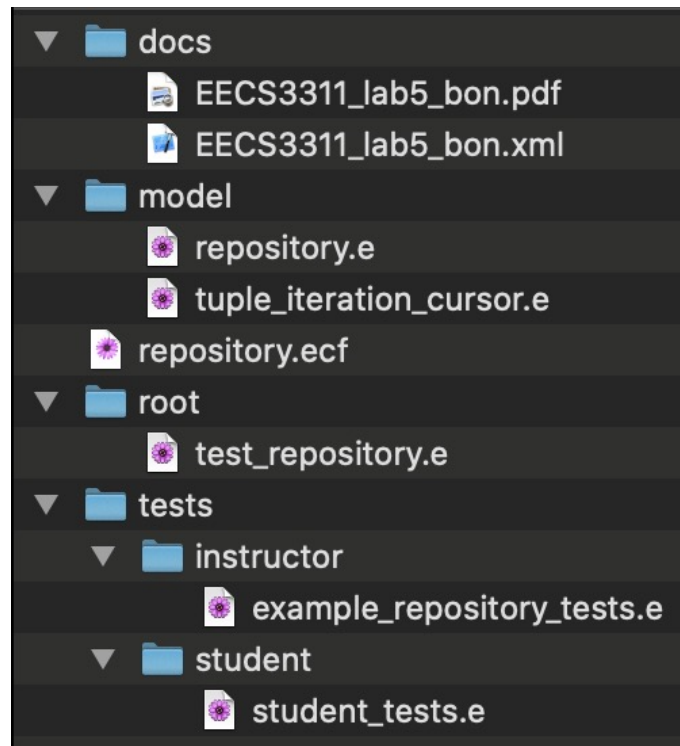 docs
EECS3311_lab5_bon.pdf
EECS3311_lab5_bon.xml
model
repository.e
tuple_iteration_cursor.e
repository.ecf
root
test_repository.e
tests
instructor
example_repository_tests.e
student
student_tests.e